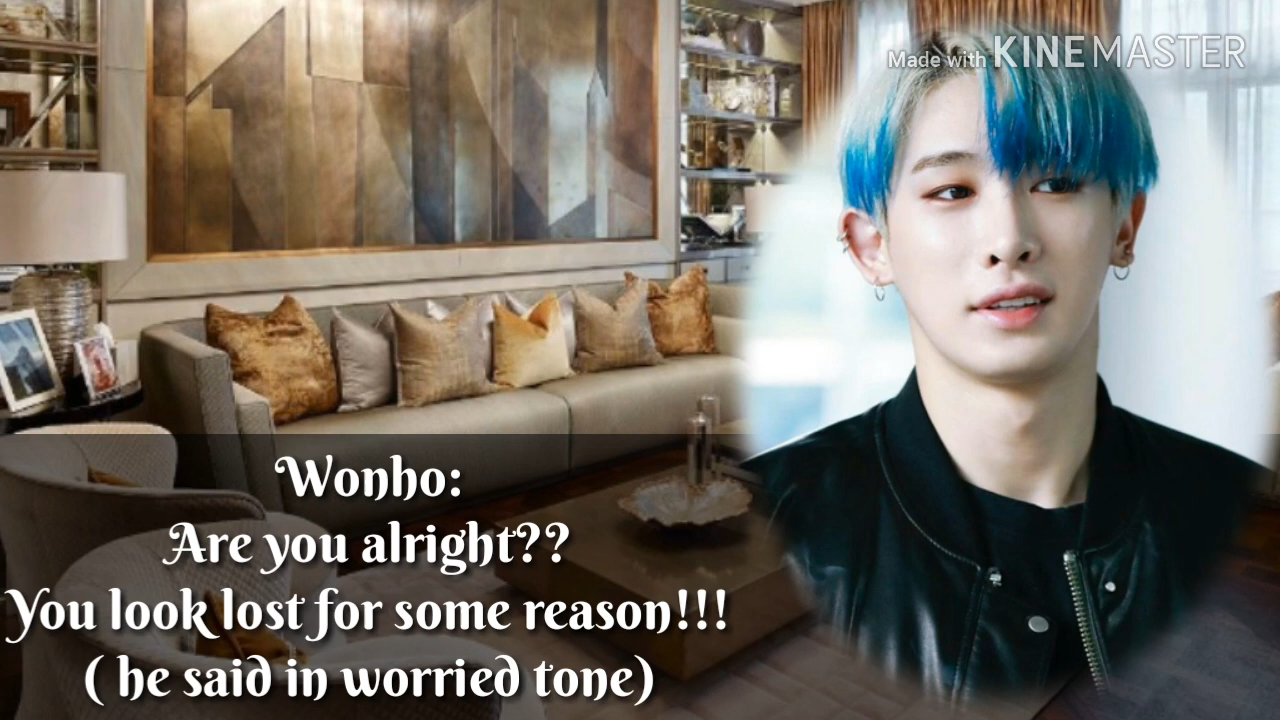 Made with KINEMASTER
Wonho:
Are you alright??
You look lost for some reason!!!
( he said in worried tone)